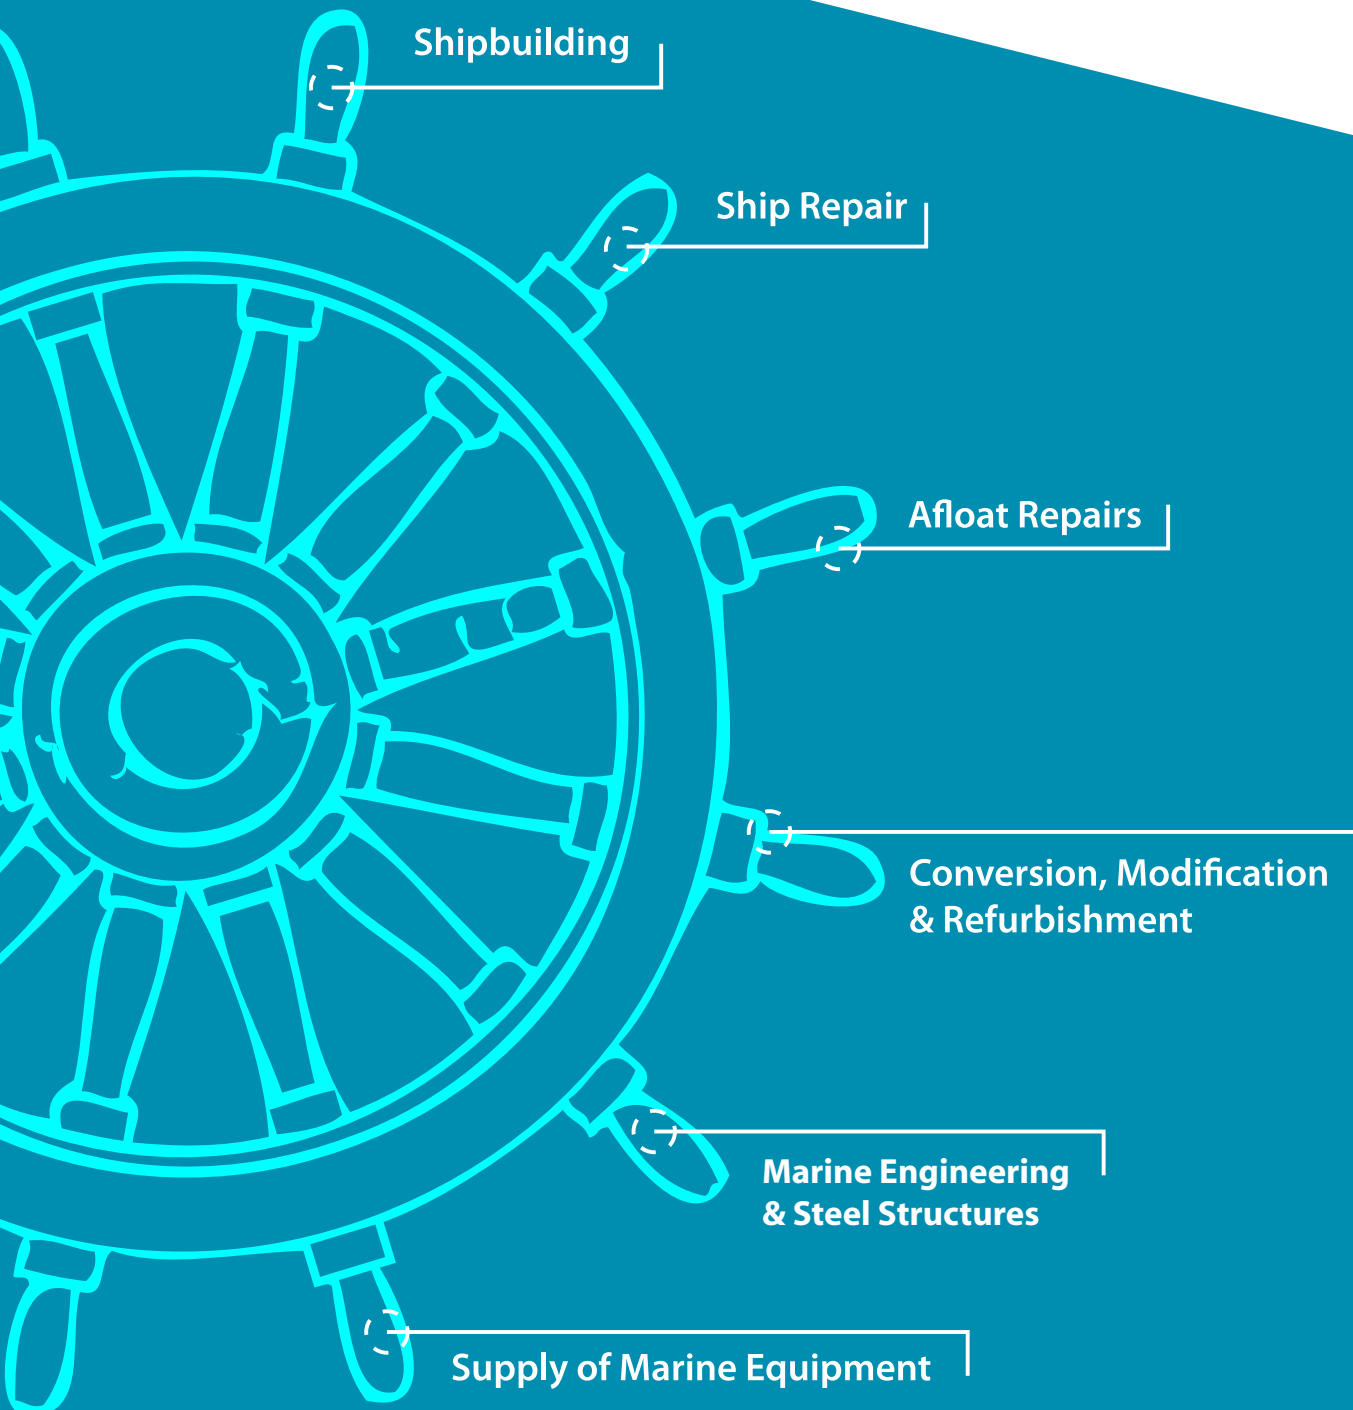 Shipbuilding
Ship Repair
Afloat Repairs
Conversion, Modification
& Refurbishment
Marine Engineering
& Steel Structures
Supply of Marine Equipment